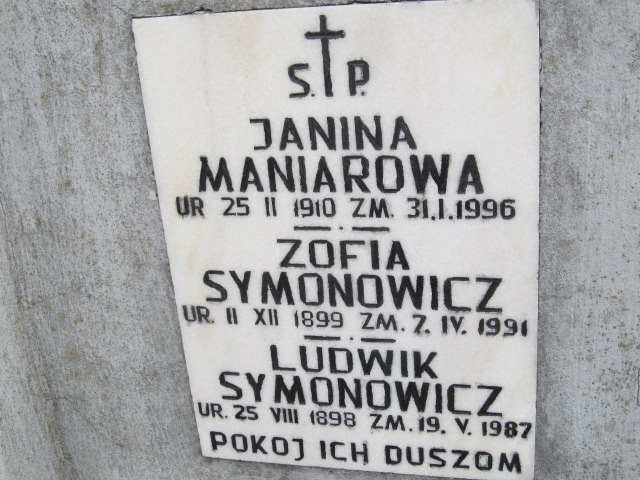 S. P.
JANINA
MANIAROWA
UR 25 II 1910 ZM. 31.I.1996
ZOFIA
SYMONOWICZ
UR. II XII 1899 ZM. 7. IV. 1991
LUDWIK
SYMONOWICZ
UR. 25 VIII 1898 ZM. 19. V. 1987
POKOJ ICH DUSZOM